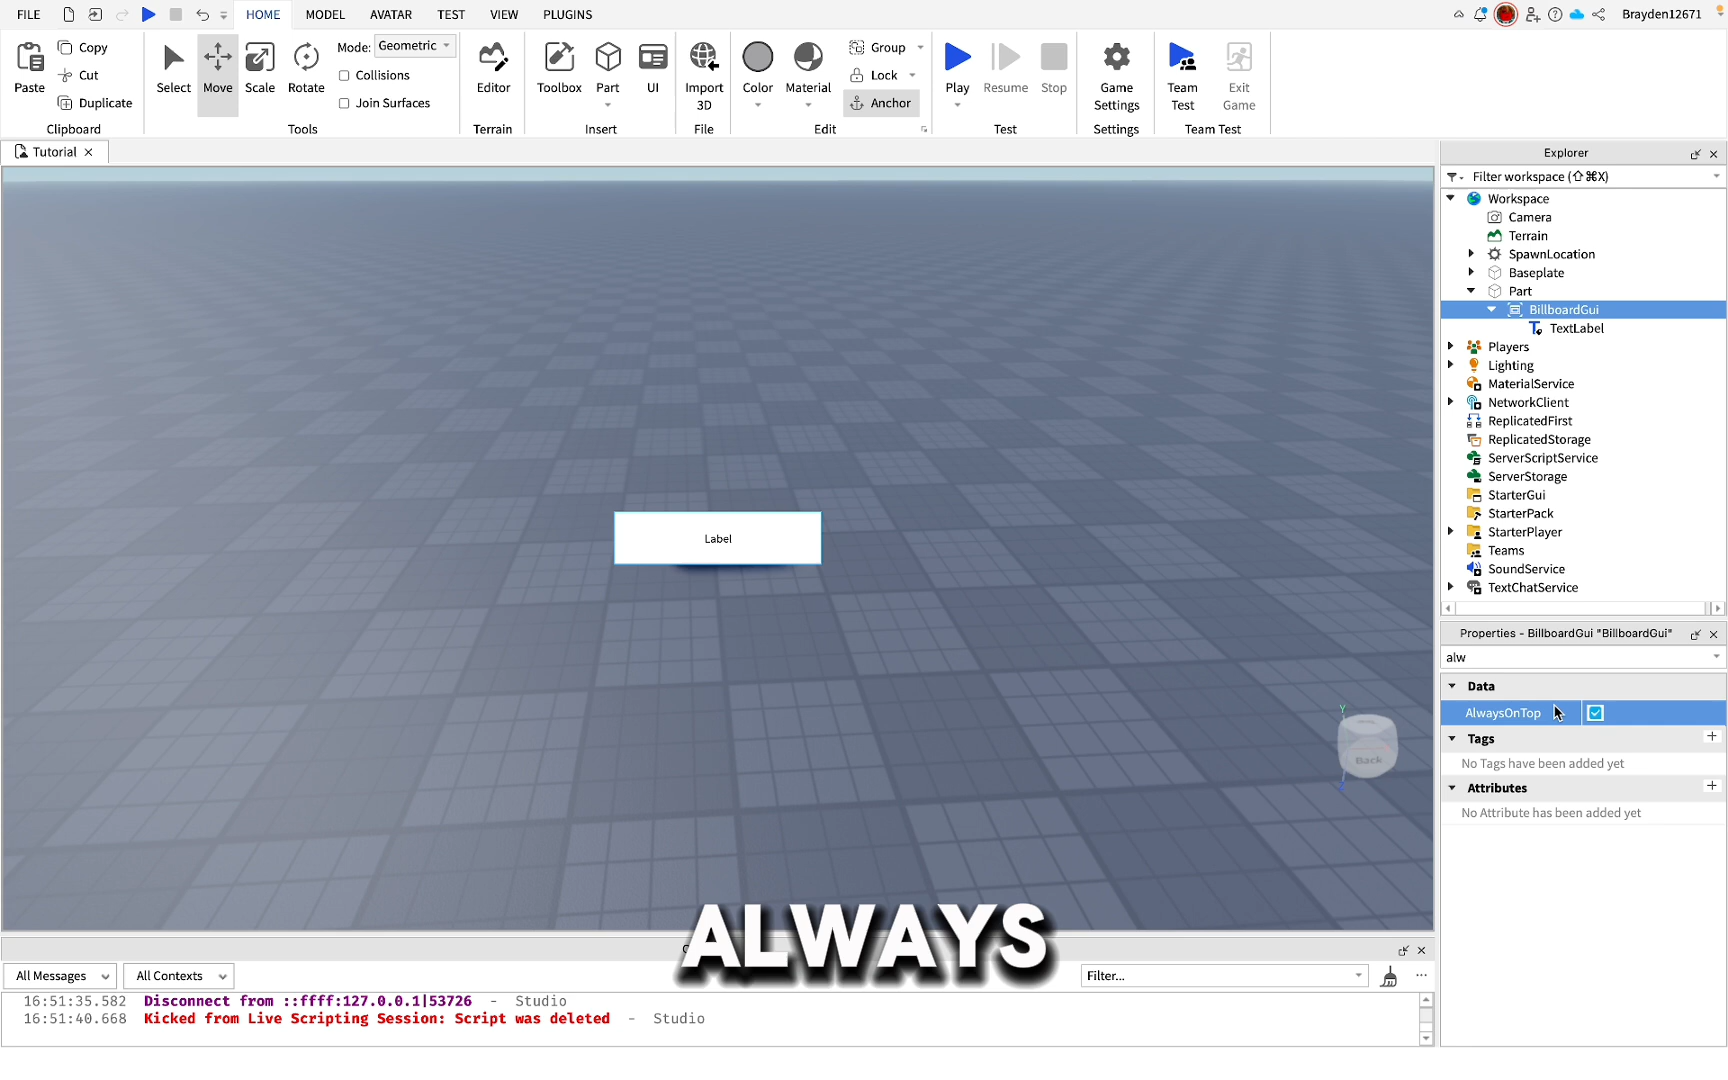 FILE HOME MODEL AVATAR TEST VIEW PLUGINS Brayden12671
Paste Copy Cut Duplicate
Clipboard
Select Move Scale Rotate Mode: Geometric Collisions Join Surfaces
Tools
Editor
Terrain
Toolbox Part UI
Insert
Import 3D
File
Color Material Group Lock Anchor
Edit
Play Resume Stop
Test
Game Settings
Settings
Team Test Exit Game
Team Test
Tutorial
Label
Y
Back
Z
ALWAYS
Explorer
Filter workspace (⇧⌘X)
Workspace
Camera
Terrain
SpawnLocation
Baseplate
Part
BillboardGui
TextLabel
Players
Lighting
MaterialService
NetworkClient
ReplicatedFirst
ReplicatedStorage
ServerScriptService
ServerStorage
StarterGui
StarterPack
StarterPlayer
Teams
SoundService
TextChatService
Properties - BillboardGui "BillboardGui"
alw
Data
AlwaysOnTop
Tags
No Tags have been added yet
Attributes
No Attribute has been added yet
All Messages All Contexts Filter...
16:51:35.582 Disconnect from ::ffff:127.0.0.1|53726 - Studio
16:51:40.668 Kicked from Live Scripting Session: Script was deleted - Studio